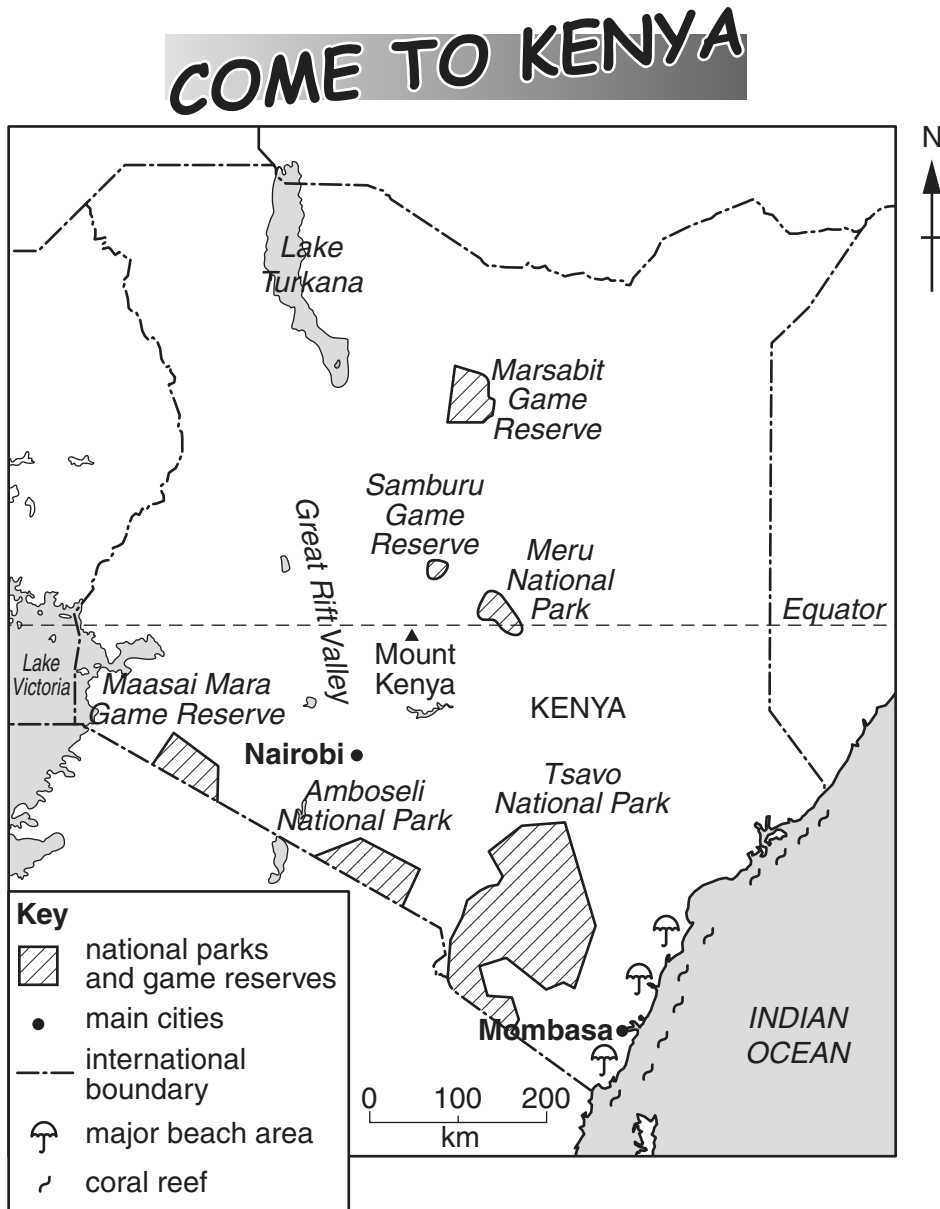 COME TO KENYA
N
Lake
Turkana
Marsabit
Game
Reserve
Samburu
Game
Reserve
Great Rift Valley
Meru
National
Park
Equator
Lake
Victoria
Mount
Kenya
Maasai Mara
Game Reserve
KENYA
Nairobi
Tsavo
National Park
Amboseli
National Park
Key
national parks
and game reserves
main cities
international
boundary
major beach area
coral reef
Mombasa
INDIAN
OCEAN
0 100 200
km